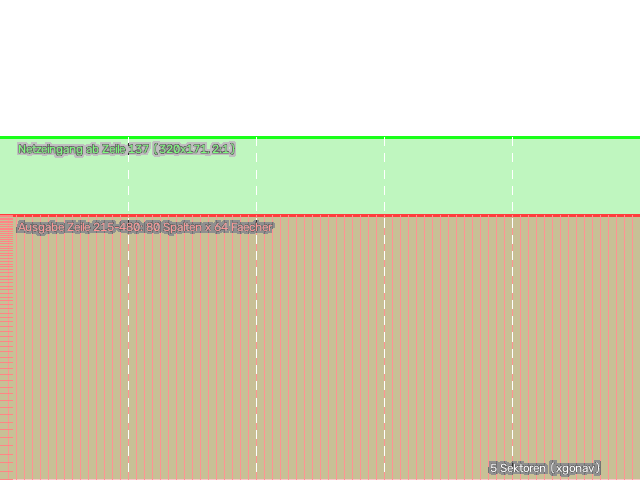 Netzeingang ab Zeile 137 (320x171, 2:1)
Ausgabe Zeile 215-480: 80 Spalten x 64 Faecher
5 Sektoren (xgonav)